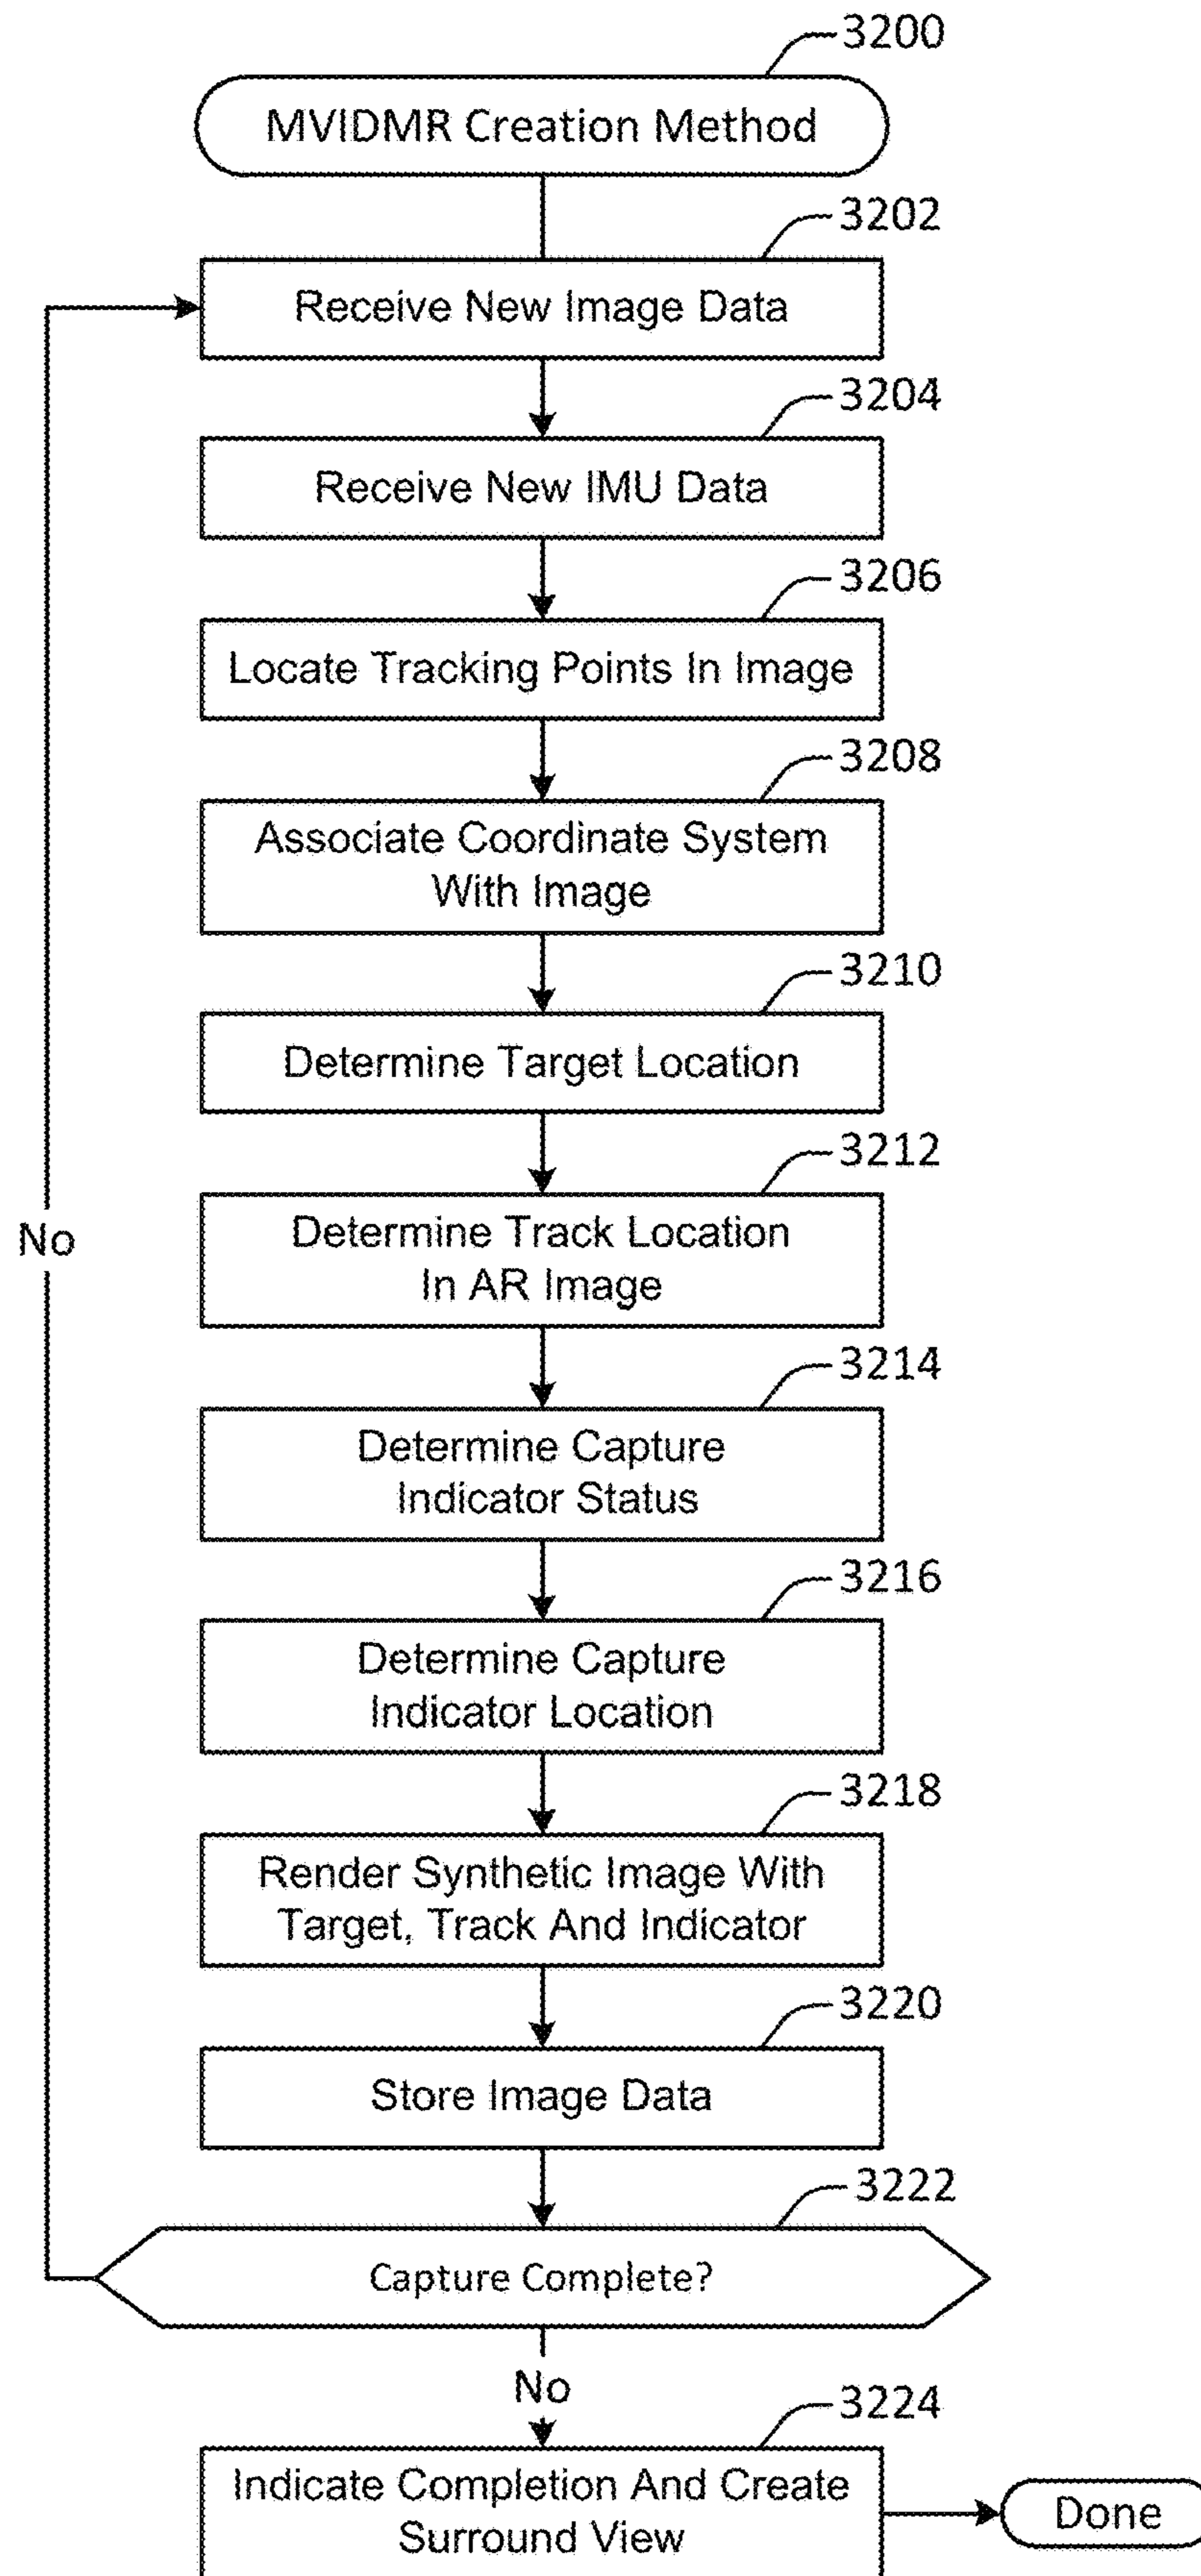 3200
MVIDMR Creation Method
3202
Receive New Image Data
3204
Receive New IMU Data
3206
Locate Tracking Points In Image
3208
Associate Coordinate System
With Image
3210
Determine Target Location
3212
Determine Track Location
In AR Image
No
3214
Determine Capture
Indicator Status
3216
Determine Capture
Indicator Location
3218
Render Synthetic Image With
Target, Track And Indicator
3220
Store Image Data
3222
Capture Complete?
No
3224
Indicate Completion And Create
Surround View
Done